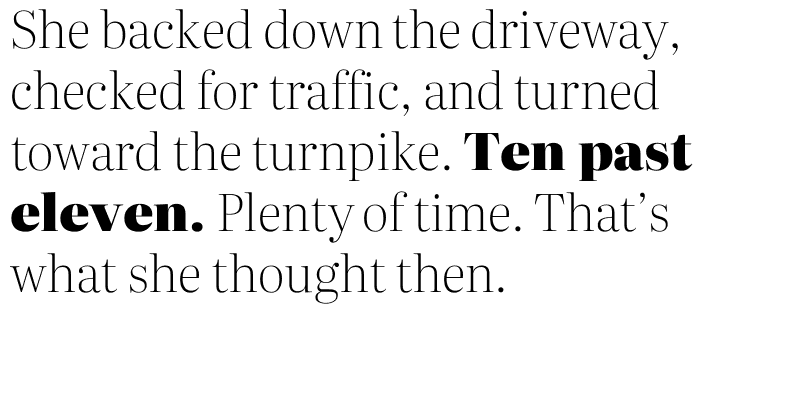 She backed down the driveway,
checked for traffic, and turned
toward the turnpike. Ten past
eleven. Plenty of time. That’s
what she thought then.